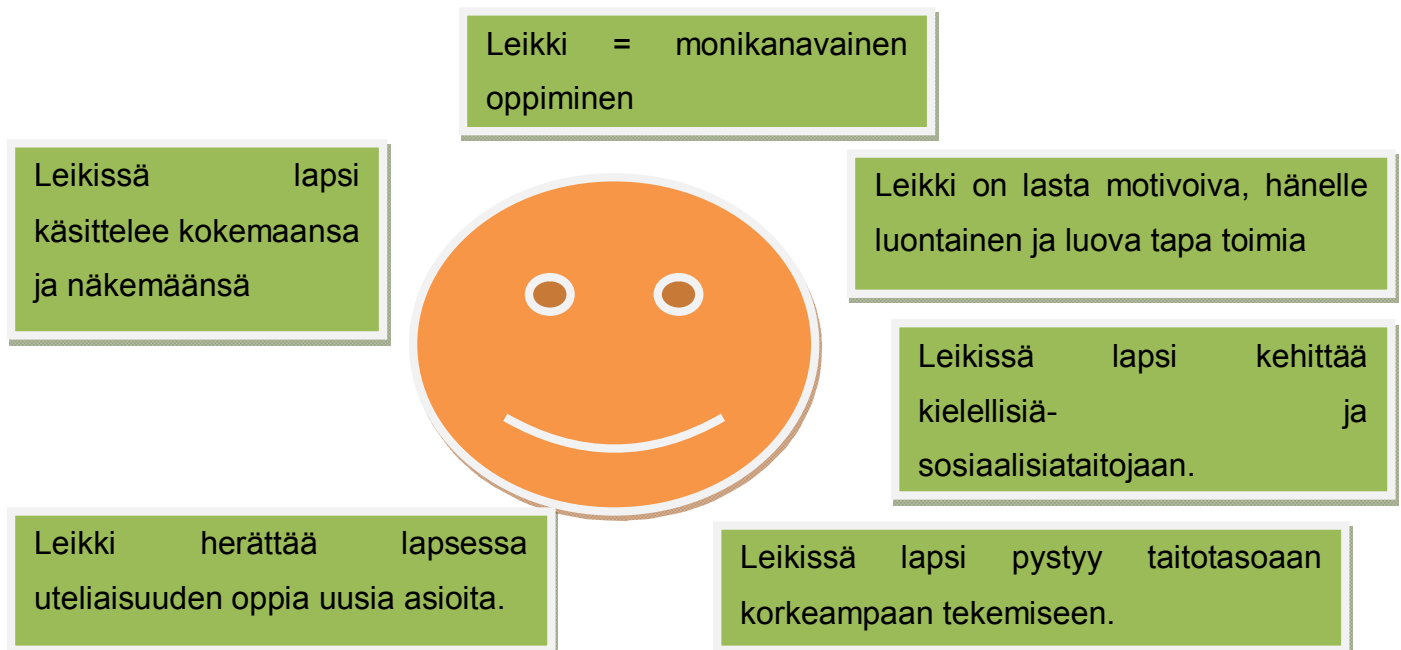 Leikki = monikanavainen
oppiminen
Leikissä lapsi
käsittelee kokemaansa
ja näkemäänsä
Leikki on lasta motivoiva, hänelle
luontainen ja luova tapa toimia
Leikissä lapsi kehittää
kielellisiä- ja
sosiaalisiataitojaan.
Leikki herättää lapsessa
uteliaisuuden oppia uusia asioita.
Leikissä lapsi pystyy taitotasoaan
korkeampaan tekemiseen.